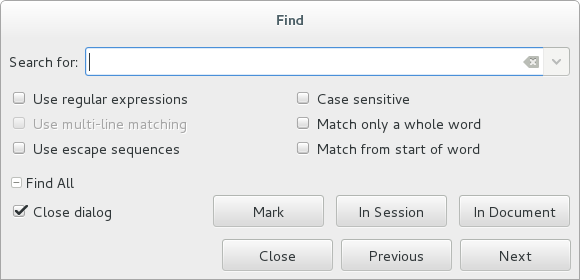 Find
Search for:
Use regular expressions
Case sensitive
Use multi-line matching
Match only a whole word
Use escape sequences
Match from start of word
Find All
Close dialog
Mark
In Session
In Document
Close
Previous
Next